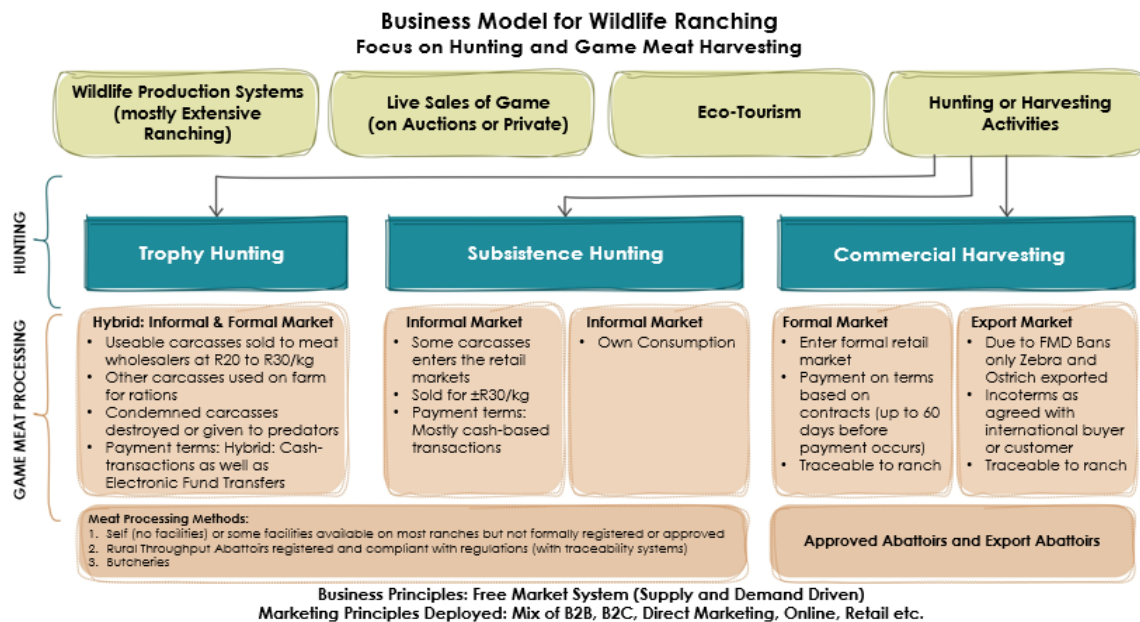 Business Model for Wildlife Ranching
Focus on Hunting and Game Meat Harvesting
Wildlife Production Systems
(mostly Extensive
Ranching)
Live Sales of Game
(on Auctions or Private)
Eco-Tourism
Hunting or Harvesting
Activities
HUNTING
Trophy Hunting
Subsistence Hunting
Commercial Harvesting
GAME MEAT PROCESSING
Hybrid: Informal & Formal Market
• Useable carcasses sold to meat
wholesalers at R20 to R30/kg
• Other carcasses used on farm
for rations
• Condemned carcasses
destroyed or given to predators
• Payment terms: Hybrid: Cash-
transactions as well as
Electronic Fund Transfers
Informal Market
• Some carcasses
enters the retail
markets
• Sold for ±R30/kg
• Payment terms:
Mostly cash-based
transactions
Informal Market
• Own Consumption
Formal Market
• Enter formal retail
market
• Payment on terms
based on
contracts (up to 60
days before
payment occurs)
• Traceable to ranch
Export Market
• Due to FMD Bans
only Zebra and
Ostrich exported
• Incoterms as
agreed with
international buyer
or customer
• Traceable to ranch
Meat Processing Methods:
1. Self (no facilities) or some facilities available on most ranches but not formally registered or approved
2. Rural Throughput Abattoirs registered and compliant with regulations (with traceability systems)
3. Butcheries
Approved Abattoirs and Export Abattoirs
Business Principles: Free Market System (Supply and Demand Driven)
Marketing Principles Deployed: Mix of B2B, B2C, Direct Marketing, Online, Retail etc.